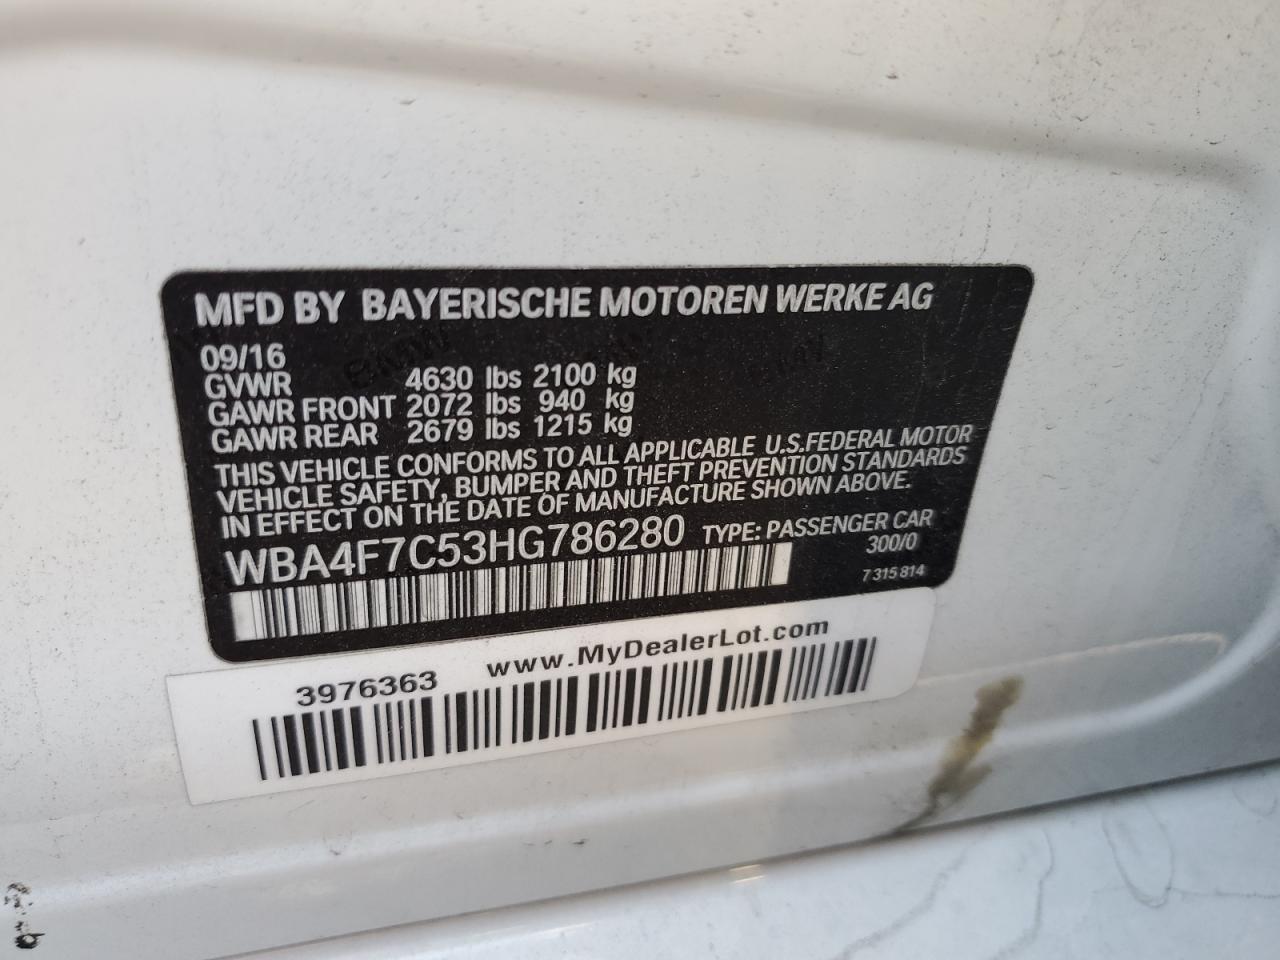 MFD BY BAYERISCHE MOTOREN WERKE AG
09/16
GVWR 4630 lbs 2100 kg
GAWR FRONT 2072 lbs 940 kg
GAWR REAR 2679 lbs 1215 kg
THIS VEHICLE CONFORMS TO ALL APPLICABLE U.S.FEDERAL MOTOR
VEHICLE SAFETY, BUMPER AND THEFT PREVENTION STANDARDS
IN EFFECT ON THE DATE OF MANUFACTURE SHOWN ABOVE.
WBA4F7C53HG786280 TYPE: PASSENGER CAR
300/0
7 315 814
3976363 www.MyDealerLot.com